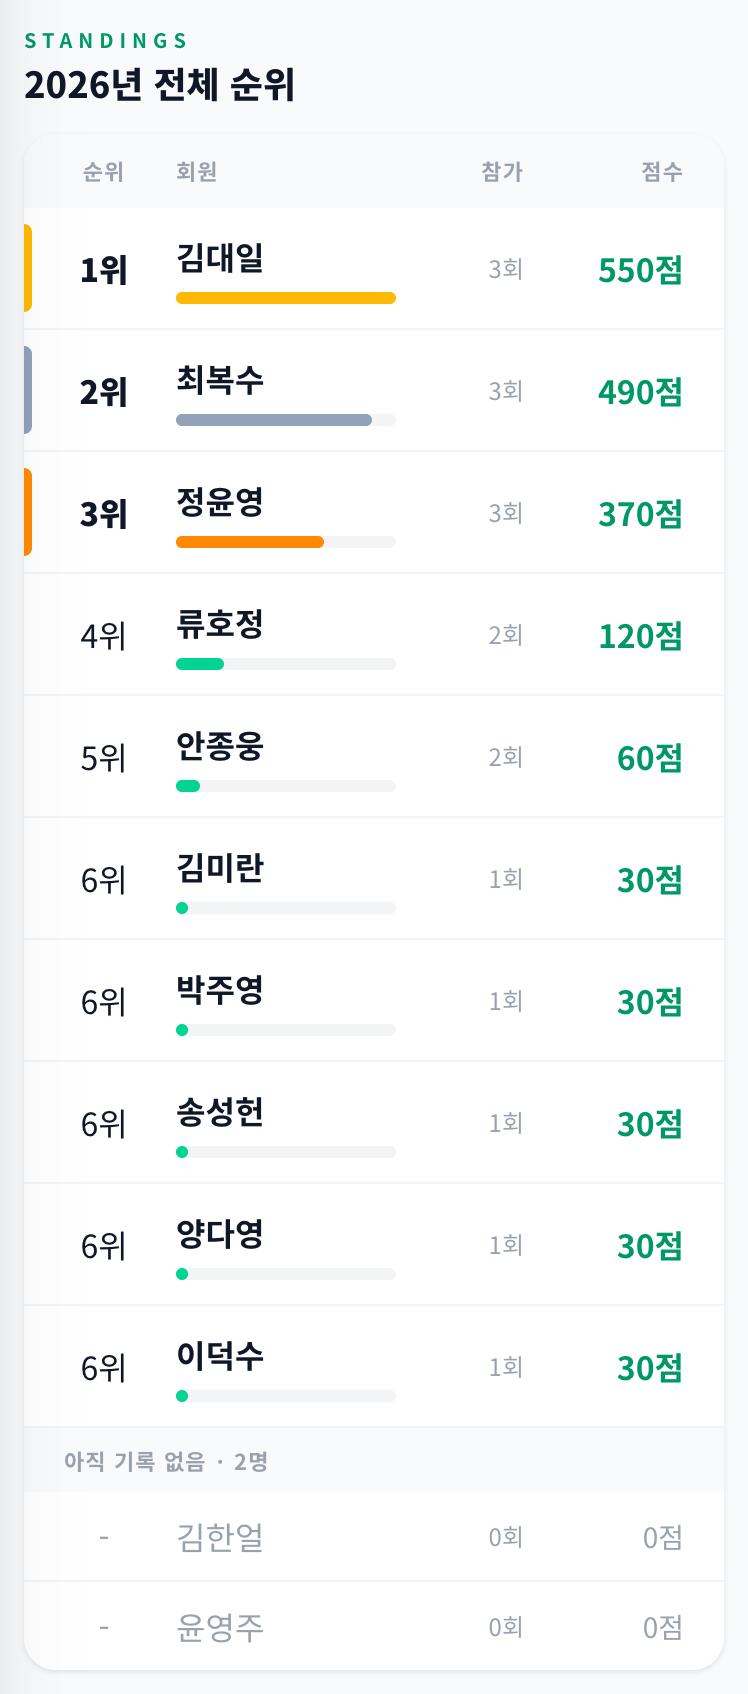 STANDINGS
2026년 전체 순위
순위 회원 참가 점수
1위 김대일 3회 550점
2위 최복수 3회 490점
3위 정윤영 3회 370점
4위 류호정 2회 120점
5위 안종웅 2회 60점
6위 김미란 1회 30점
6위 박주영 1회 30점
6위 송성헌 1회 30점
6위 양다영 1회 30점
6위 이덕수 1회 30점
아직 기록 없음 · 2명
- 김한얼 0회 0점
- 윤영주 0회 0점